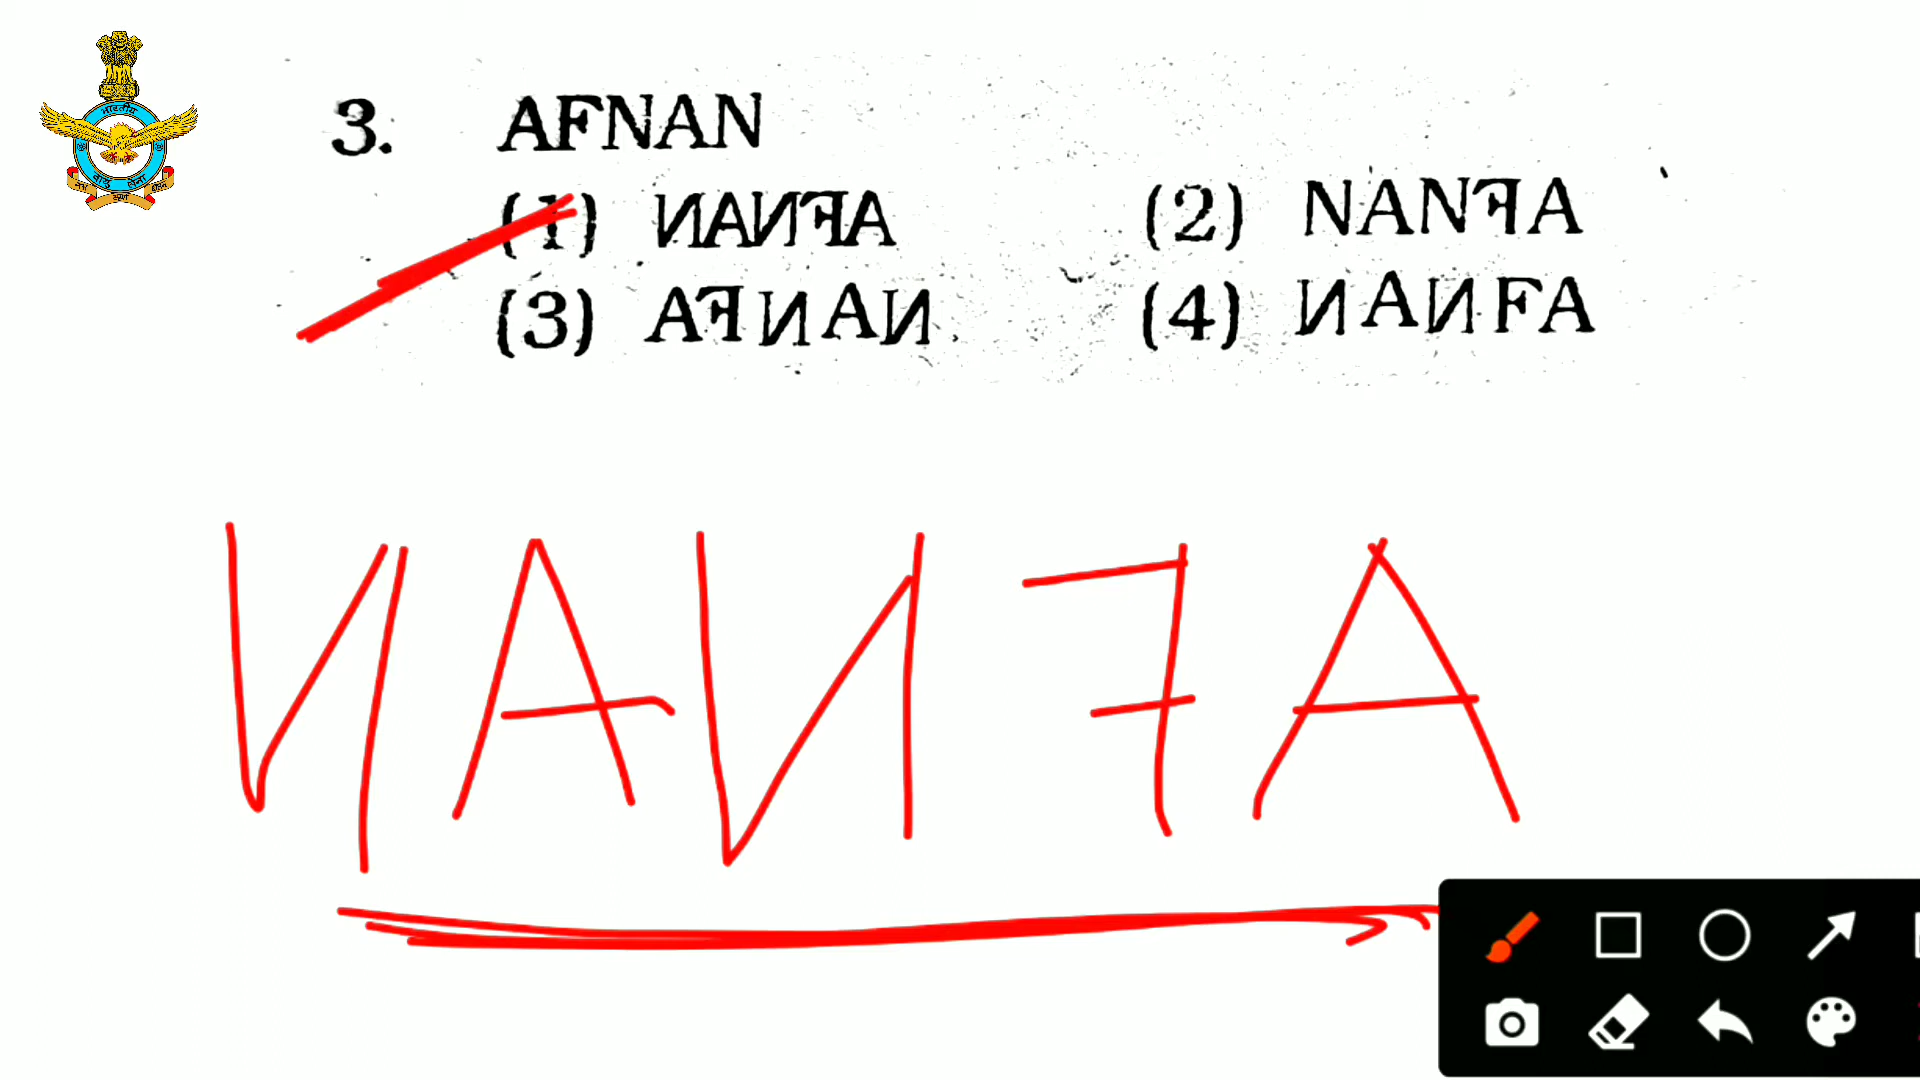 3. AFNAN
(1) ИAИꟻA (2) NANꟻA
(3) AꟻИAИ (4) ИAИFA
ИAИꟻA